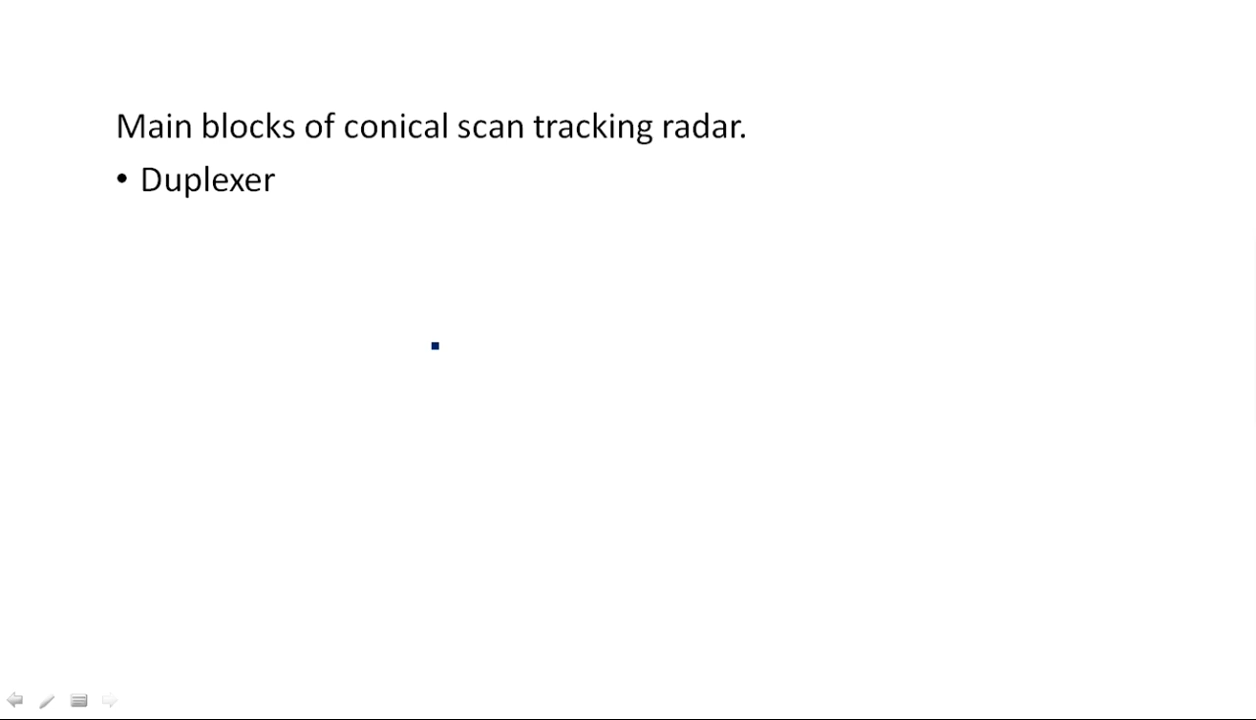 Main blocks of conical scan tracking radar.
• Duplexer